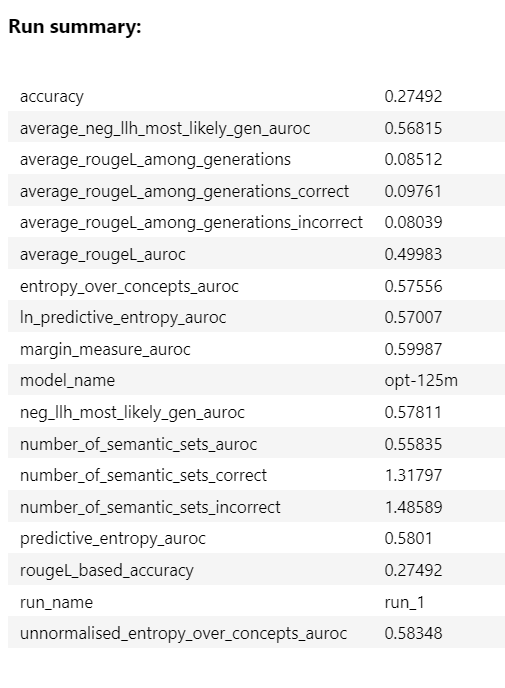 Run summary:
accuracy 0.27492
average_neg_llh_most_likely_gen_auroc 0.56815
average_rougeL_among_generations 0.08512
average_rougeL_among_generations_correct 0.09761
average_rougeL_among_generations_incorrect 0.08039
average_rougeL_auroc 0.49983
entropy_over_concepts_auroc 0.57556
ln_predictive_entropy_auroc 0.57007
margin_measure_auroc 0.59987
model_name opt-125m
neg_llh_most_likely_gen_auroc 0.57811
number_of_semantic_sets_auroc 0.55835
number_of_semantic_sets_correct 1.31797
number_of_semantic_sets_incorrect 1.48589
predictive_entropy_auroc 0.5801
rougeL_based_accuracy 0.27492
run_name run_1
unnormalised_entropy_over_concepts_auroc 0.58348